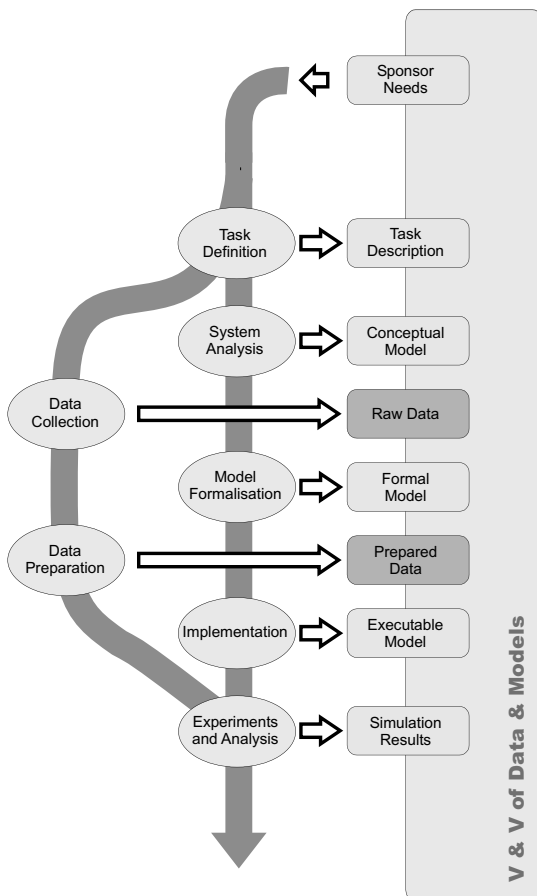 Sponsor
Needs
Task
Definition
Task
Description
System
Analysis
Conceptual
Model
Data
Collection
Raw Data
Model
Formalisation
Formal
Model
Data
Preparation
Prepared
Data
Implementation
Executable
Model
Experiments
and Analysis
Simulation
Results
V & V of Data & Models